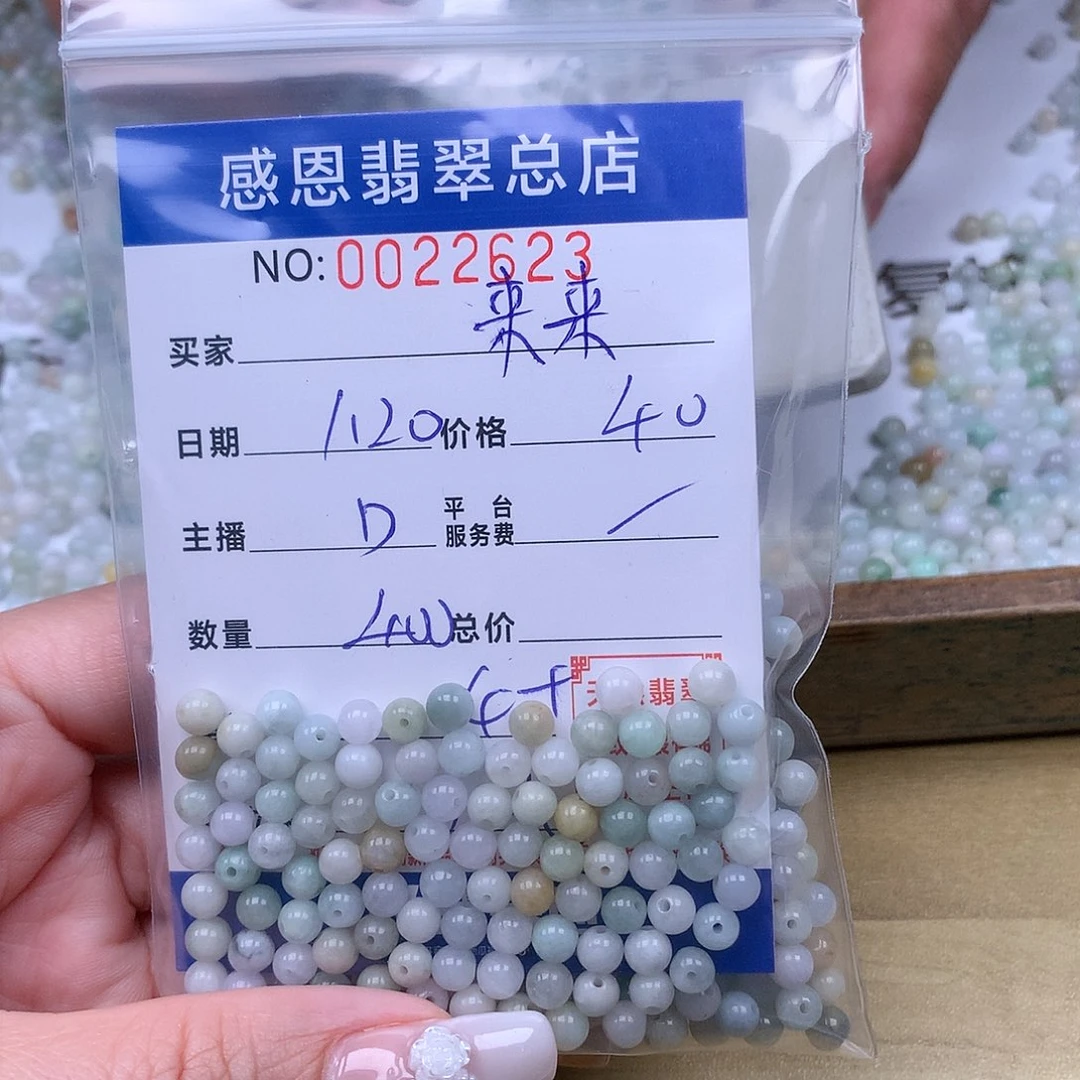 感恩翡翠总店
NO:0022623
买家 来来
日期 1120 价格 40
主播 D 平台服务费 /
数量 400 总价